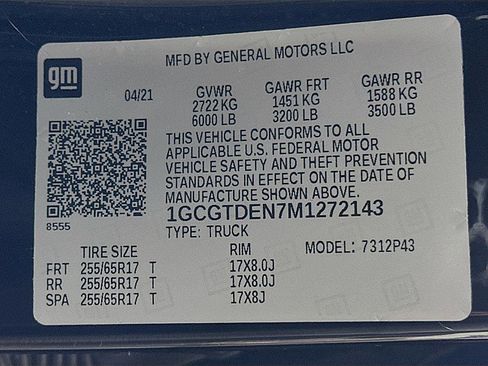 gm
MFD BY GENERAL MOTORS LLC
04/21
GVWR GAWR FRT GAWR RR
2722 KG 1451 KG 1588 KG
6000 LB 3200 LB 3500 LB
THIS VEHICLE CONFORMS TO ALL
APPLICABLE U.S. FEDERAL MOTOR
VEHICLE SAFETY AND THEFT PREVENTION
STANDARDS IN EFFECT ON THE DATE OF
MANUFACTURE SHOWN ABOVE.
8555
1GCGTDEN7M1272143
TYPE: TRUCK
TIRE SIZE RIM MODEL: 7312P43
FRT 255/65R17 T 17X8.0J
RR 255/65R17 T 17X8.0J
SPA 255/65R17 T 17X8J